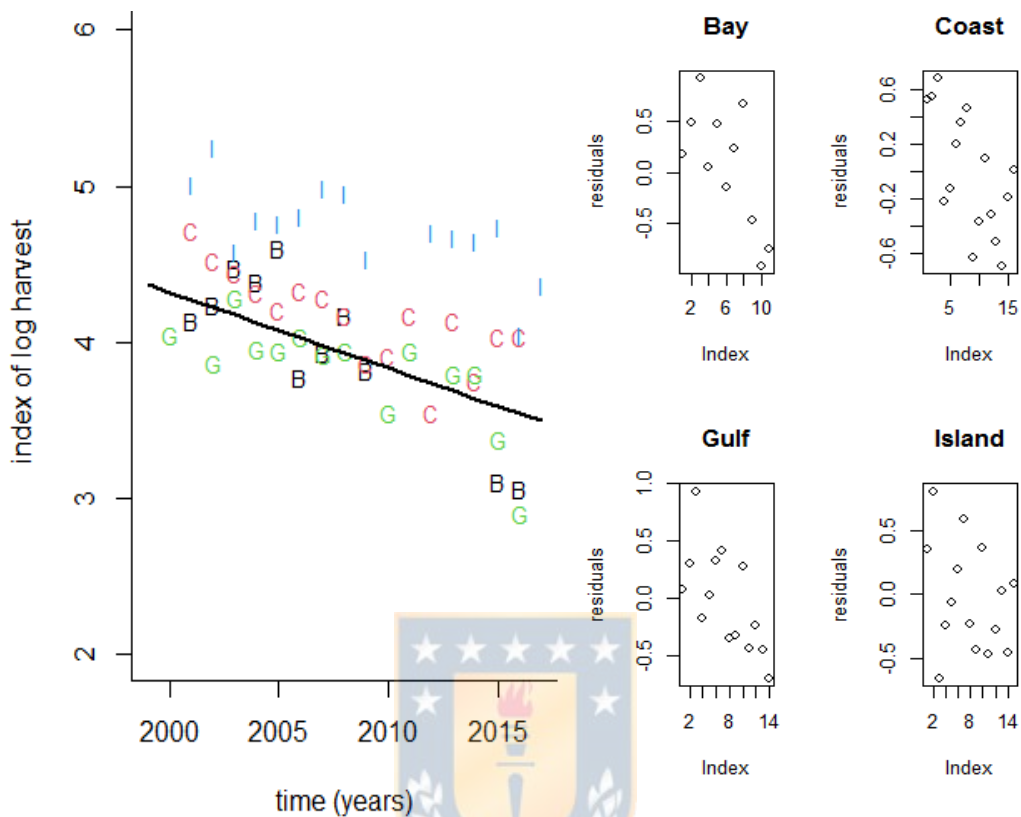 index of log harvest
6
5
4
3
2
I I I I I I I I I I I I I I I I
C C C C C C C C C C C C C C C C
B B B B B B B B B B B
G G G G G G G G G G G G G G
2000 2005 2010 2015
time (years)
Bay
residuals
0.5
0.0
-0.5
2 6 10
Index
Coast
residuals
0.6
0.2
-0.2
-0.6
5 15
Index
Gulf
residuals
1.0
0.5
0.0
-0.5
2 8 14
Index
Island
residuals
0.5
0.0
-0.5
2 8 14
Index